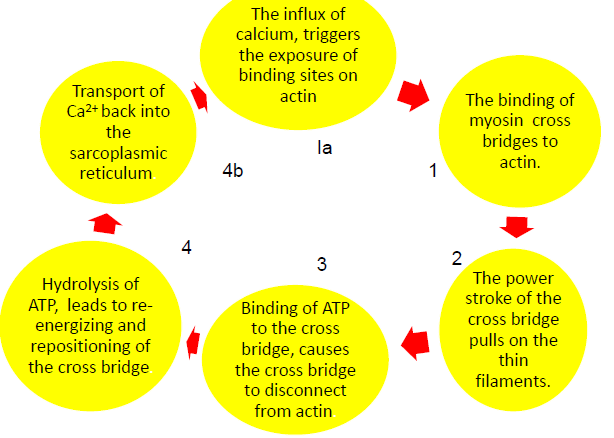 The influx of
calcium, triggers
the exposure of
binding sites on
actin
Ia
1
The binding of
myosin cross
bridges to
actin.
2
The power
stroke of the
cross bridge
pulls on the
thin
filaments.
3
Binding of ATP
to the cross
bridge, causes
the cross bridge
to disconnect
from actin
4
Hydrolysis of
ATP, leads to re-
energizing and
repositioning of
the cross bridge
4b
Transport of
Ca²⁺ back into
the
sarcoplasmic
reticulum